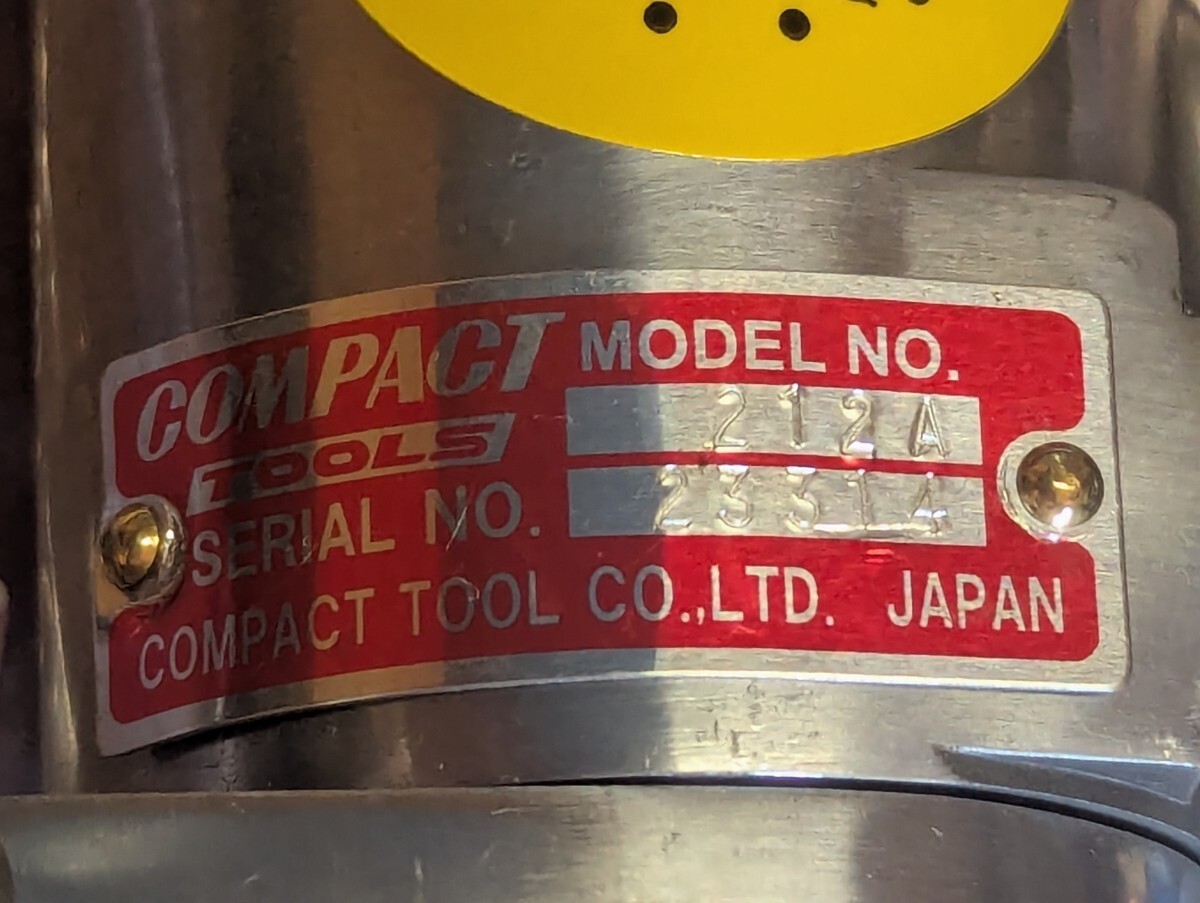 COMPACT MODEL NO.
TOOLS 212A
SERIAL NO. 23314
COMPACT TOOL CO.,LTD. JAPAN